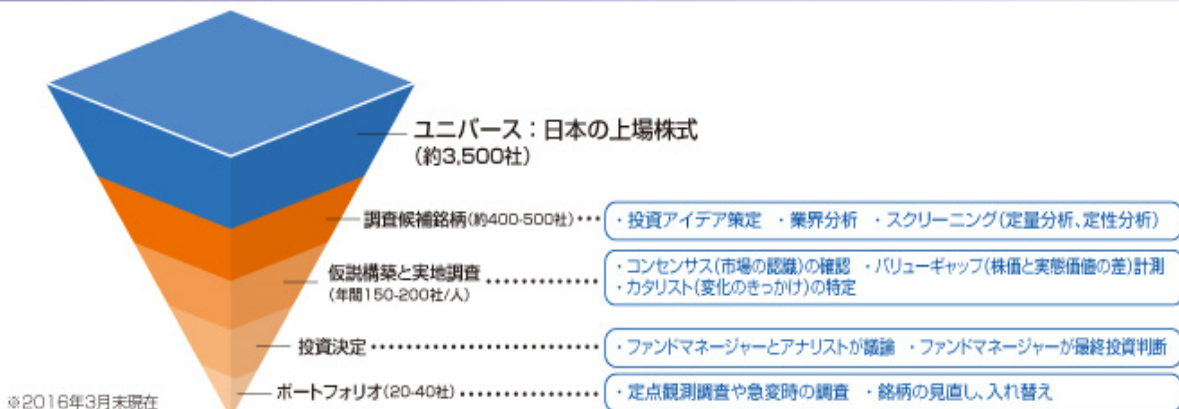 ユニバース:日本の上場株式
(約3,500社)
調査候補銘柄(約400-500社)・・・
・投資アイデア策定 ・業界分析 ・スクリーニング(定量分析、定性分析)
仮説構築と実地調査
(年間150-200社/人)
・コンセンサス(市場の認識)の確認 ・バリューギャップ(株価と実態価値の差)計測
・カタリスト(変化のきっかけ)の特定
投資決定
・ファンドマネージャーとアナリストが議論 ・ファンドマネージャーが最終投資判断
ポートフォリオ(20-40社)
・定点観測調査や急変時の調査 ・銘柄の見直し、入れ替え
※2016年3月末現在